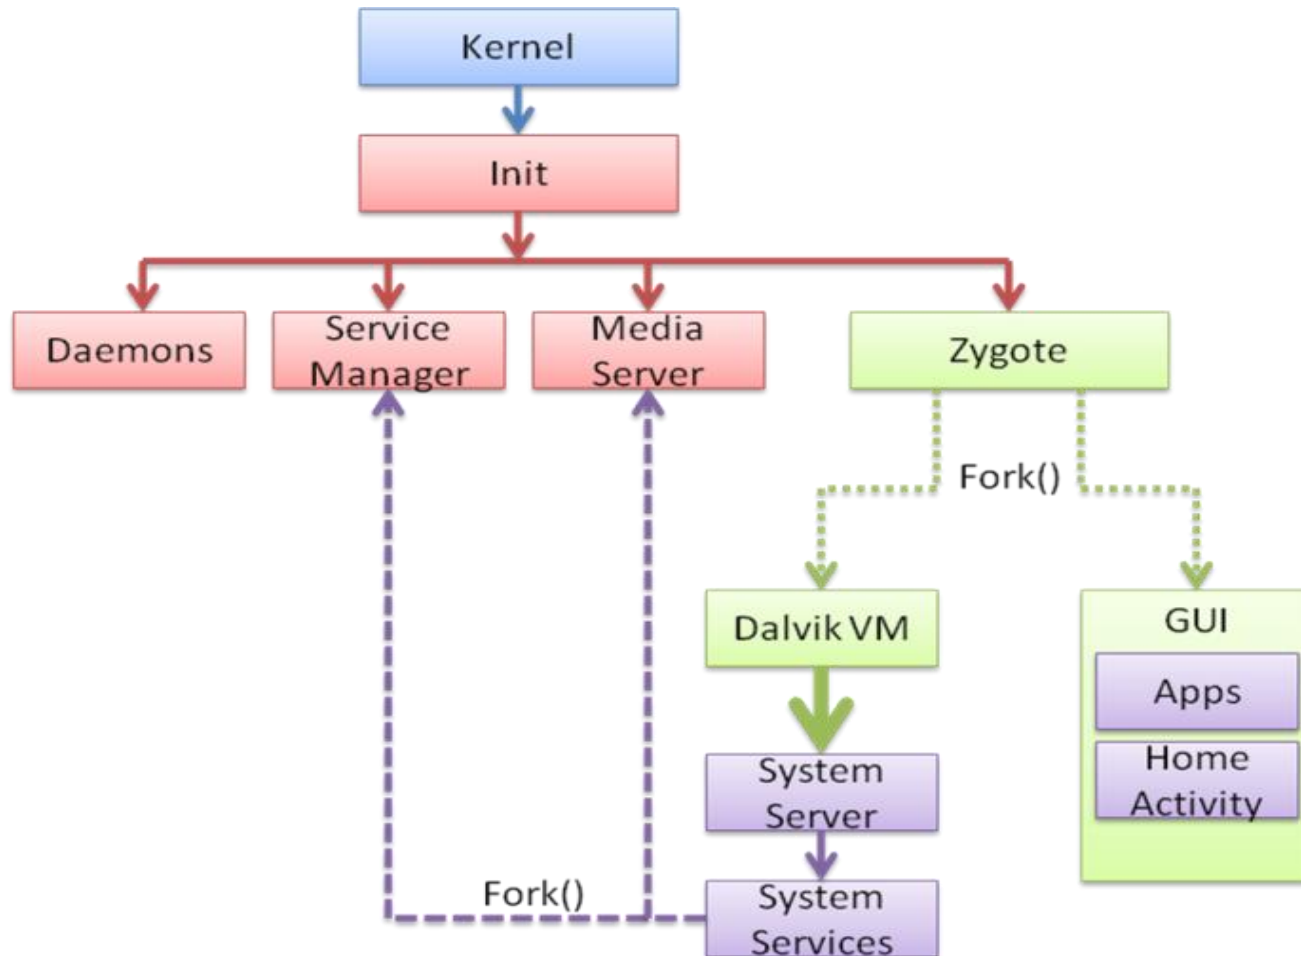 Kernel
Init
Daemons
Service
Manager
Media
Server
Zygote
Fork()
Dalvik VM
GUI
Apps
Home
Activity
System
Server
Fork()
System
Services